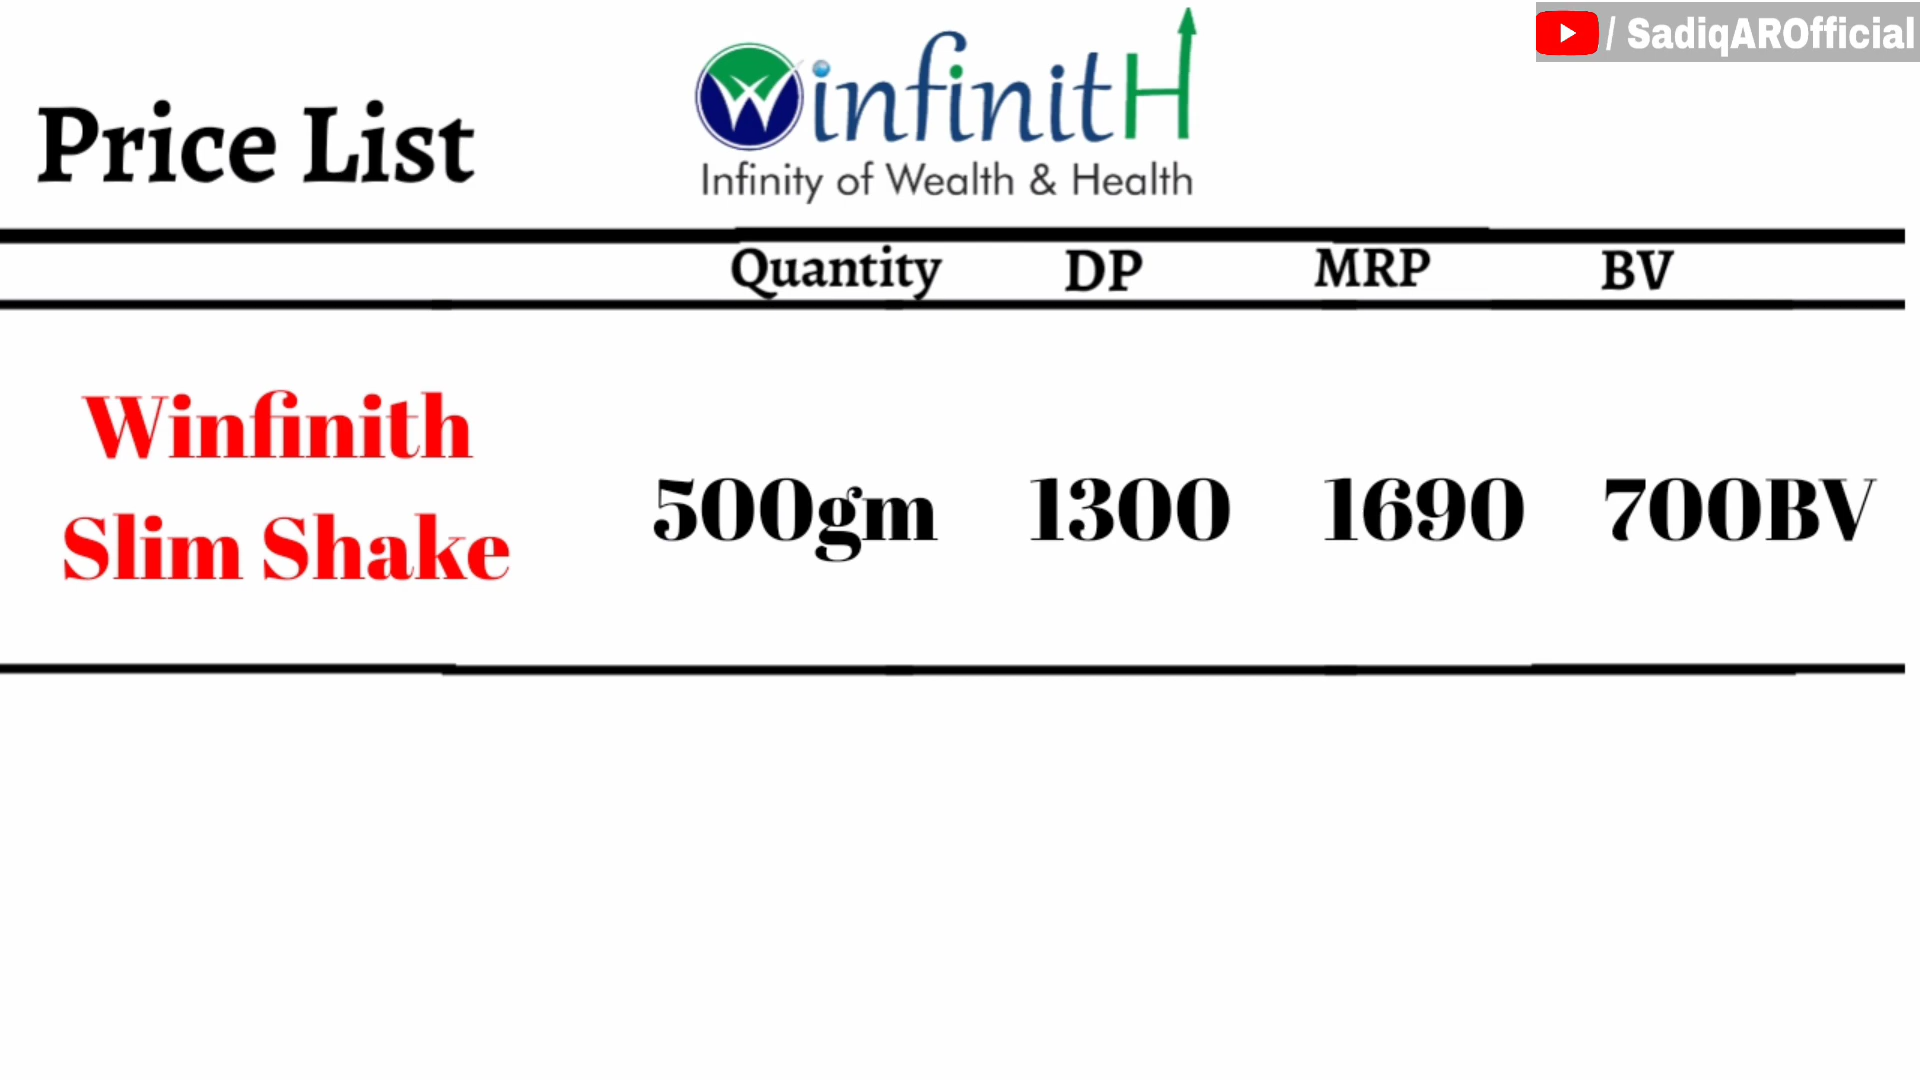 / SadiqAROfficial
Price List
WinfinitH
Infinity of Wealth & Health
Quantity DP MRP BV
Winfinith
Slim Shake
500gm 1300 1690 700BV